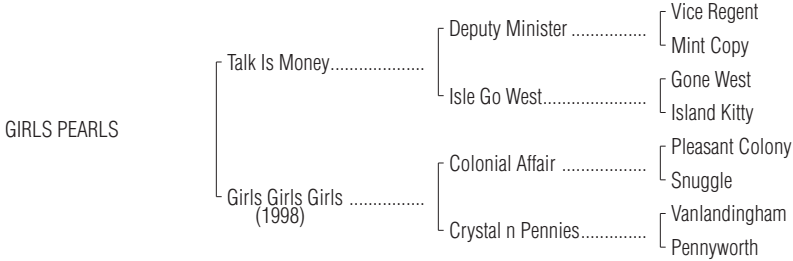 Vice Regent
Deputy Minister ................
Mint Copy
Talk Is Money....................
Gone West
Isle Go West......................
Island Kitty
GIRLS PEARLS
Pleasant Colony
Colonial Affair ..................
Snuggle
Girls Girls Girls ................
(1998)
Vanlandingham
Crystal n Pennies..............
Pennyworth